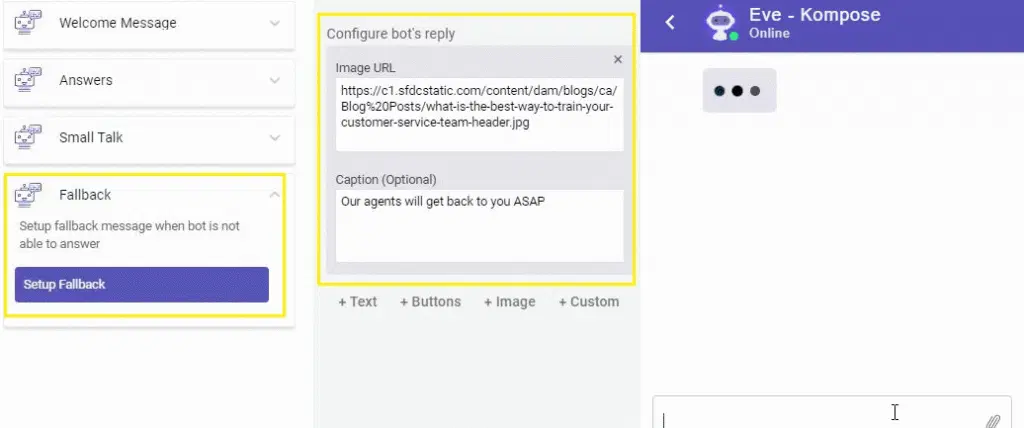 Welcome Message
Answers
Small Talk
Fallback
Setup fallback message when bot is not
able to answer
Setup Fallback
Configure bot's reply
Image URL
https://c1.sfdcstatic.com/content/dam/blogs/ca/
Blog%20Posts/what-is-the-best-way-to-train-your-
customer-service-team-header.jpg
Caption (Optional)
Our agents will get back to you ASAP
+ Text + Buttons + Image + Custom
Eve - Kompose
Online